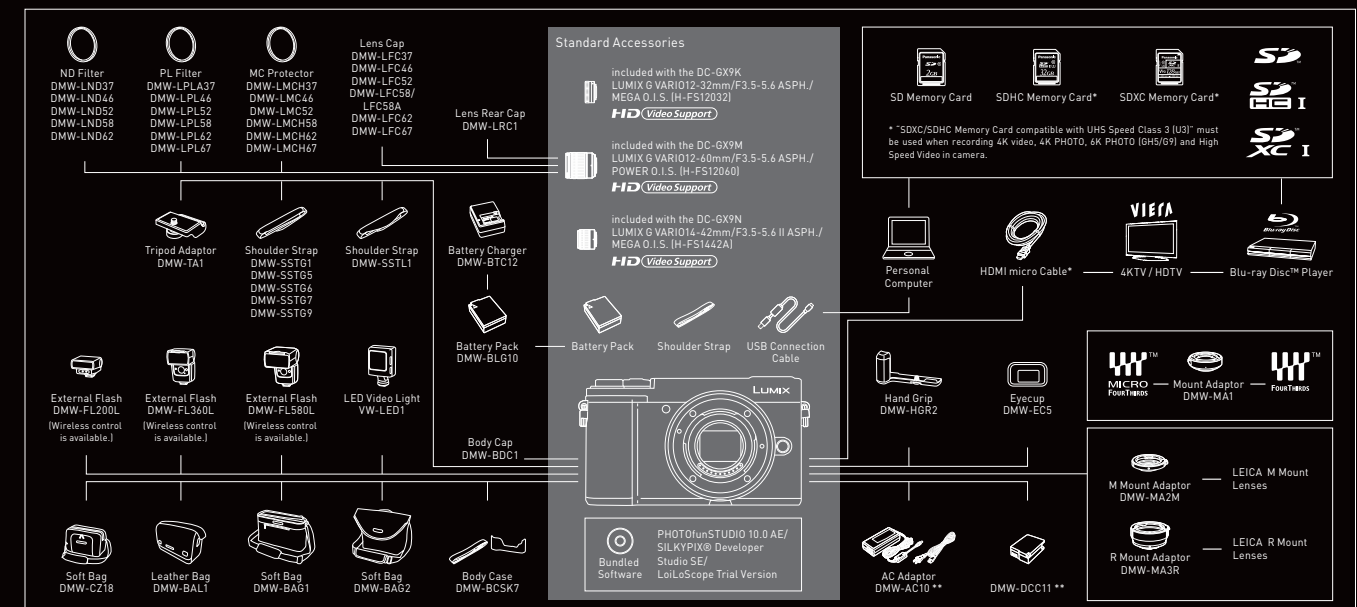 ND Filter
DMW-LND37
DMW-LND46
DMW-LND52
DMW-LND58
DMW-LND62
PL Filter
DMW-LPLA37
DMW-LPL46
DMW-LPL52
DMW-LPL58
DMW-LPL62
DMW-LPL67
MC Protector
DMW-LMCH37
DMW-LMC46
DMW-LMC52
DMW-LMCH58
DMW-LMCH62
DMW-LMCH67
Lens Cap
DMW-LFC37
DMW-LFC46
DMW-LFC52
DMW-LFC58/
LFC58A
DMW-LFC62
DMW-LFC67
Lens Rear Cap
DMW-LRC1
Standard Accessories
included with the DC-GX9K
LUMIX G VARIO12-32mm/F3.5-5.6 ASPH./
MEGA O.I.S. (H-FS12032)
HD Video Support
included with the DC-GX9M
LUMIX G VARIO12-60mm/F3.5-5.6 ASPH./
POWER O.I.S. (H-FS12060)
HD Video Support
included with the DC-GX9N
LUMIX G VARIO14-42mm/F3.5-5.6 II ASPH./
MEGA O.I.S. (H-FS1442A)
HD Video Support
Panasonic
2GB
SD Memory Card
32GB
SDHC Memory Card*
SDXC Memory Card*
* "SDXC/SDHC Memory Card compatible with UHS Speed Class 3 (U3)" must
be used when recording 4K video, 4K PHOTO, 6K PHOTO (GH5/G9) and High
Speed Video in camera.
SD
SD HC I
SD XC I
Tripod Adaptor
DMW-TA1
Shoulder Strap
DMW-SSTG1
DMW-SSTG5
DMW-SSTG6
DMW-SSTG7
DMW-SSTG9
Shoulder Strap
DMW-SSTL1
Battery Charger
DMW-BTC12
Battery Pack
DMW-BLG10
Battery Pack
Shoulder Strap
USB Connection
Cable
Personal
Computer
HDMI micro Cable*
VIERA
4KTV / HDTV
Blu-ray Disc
Blu-ray Disc™ Player
External Flash
DMW-FL200L
(Wireless control
is available.)
External Flash
DMW-FL360L
(Wireless control
is available.)
External Flash
DMW-FL580L
(Wireless control
is available.)
LED Video Light
VW-LED1
Body Cap
DMW-BDC1
LUMIX
Hand Grip
DMW-HGR2
Eyecup
DMW-EC5
™
MICRO
FOURTHIRDS
Mount Adaptor
DMW-MA1
™
FOURTHIRDS
M Mount Adaptor
DMW-MA2M
LEICA M Mount
Lenses
R Mount Adaptor
DMW-MA3R
LEICA R Mount
Lenses
Soft Bag
DMW-CZ18
Leather Bag
DMW-BAL1
Soft Bag
DMW-BAG1
Soft Bag
DMW-BAG2
Body Case
DMW-BCSK7
Bundled
Software
PHOTOfunSTUDIO 10.0 AE/
SILKYPIX® Developer
Studio SE/
LoiLoScope Trial Version
AC Adaptor
DMW-AC10 **
DMW-DCC11 **